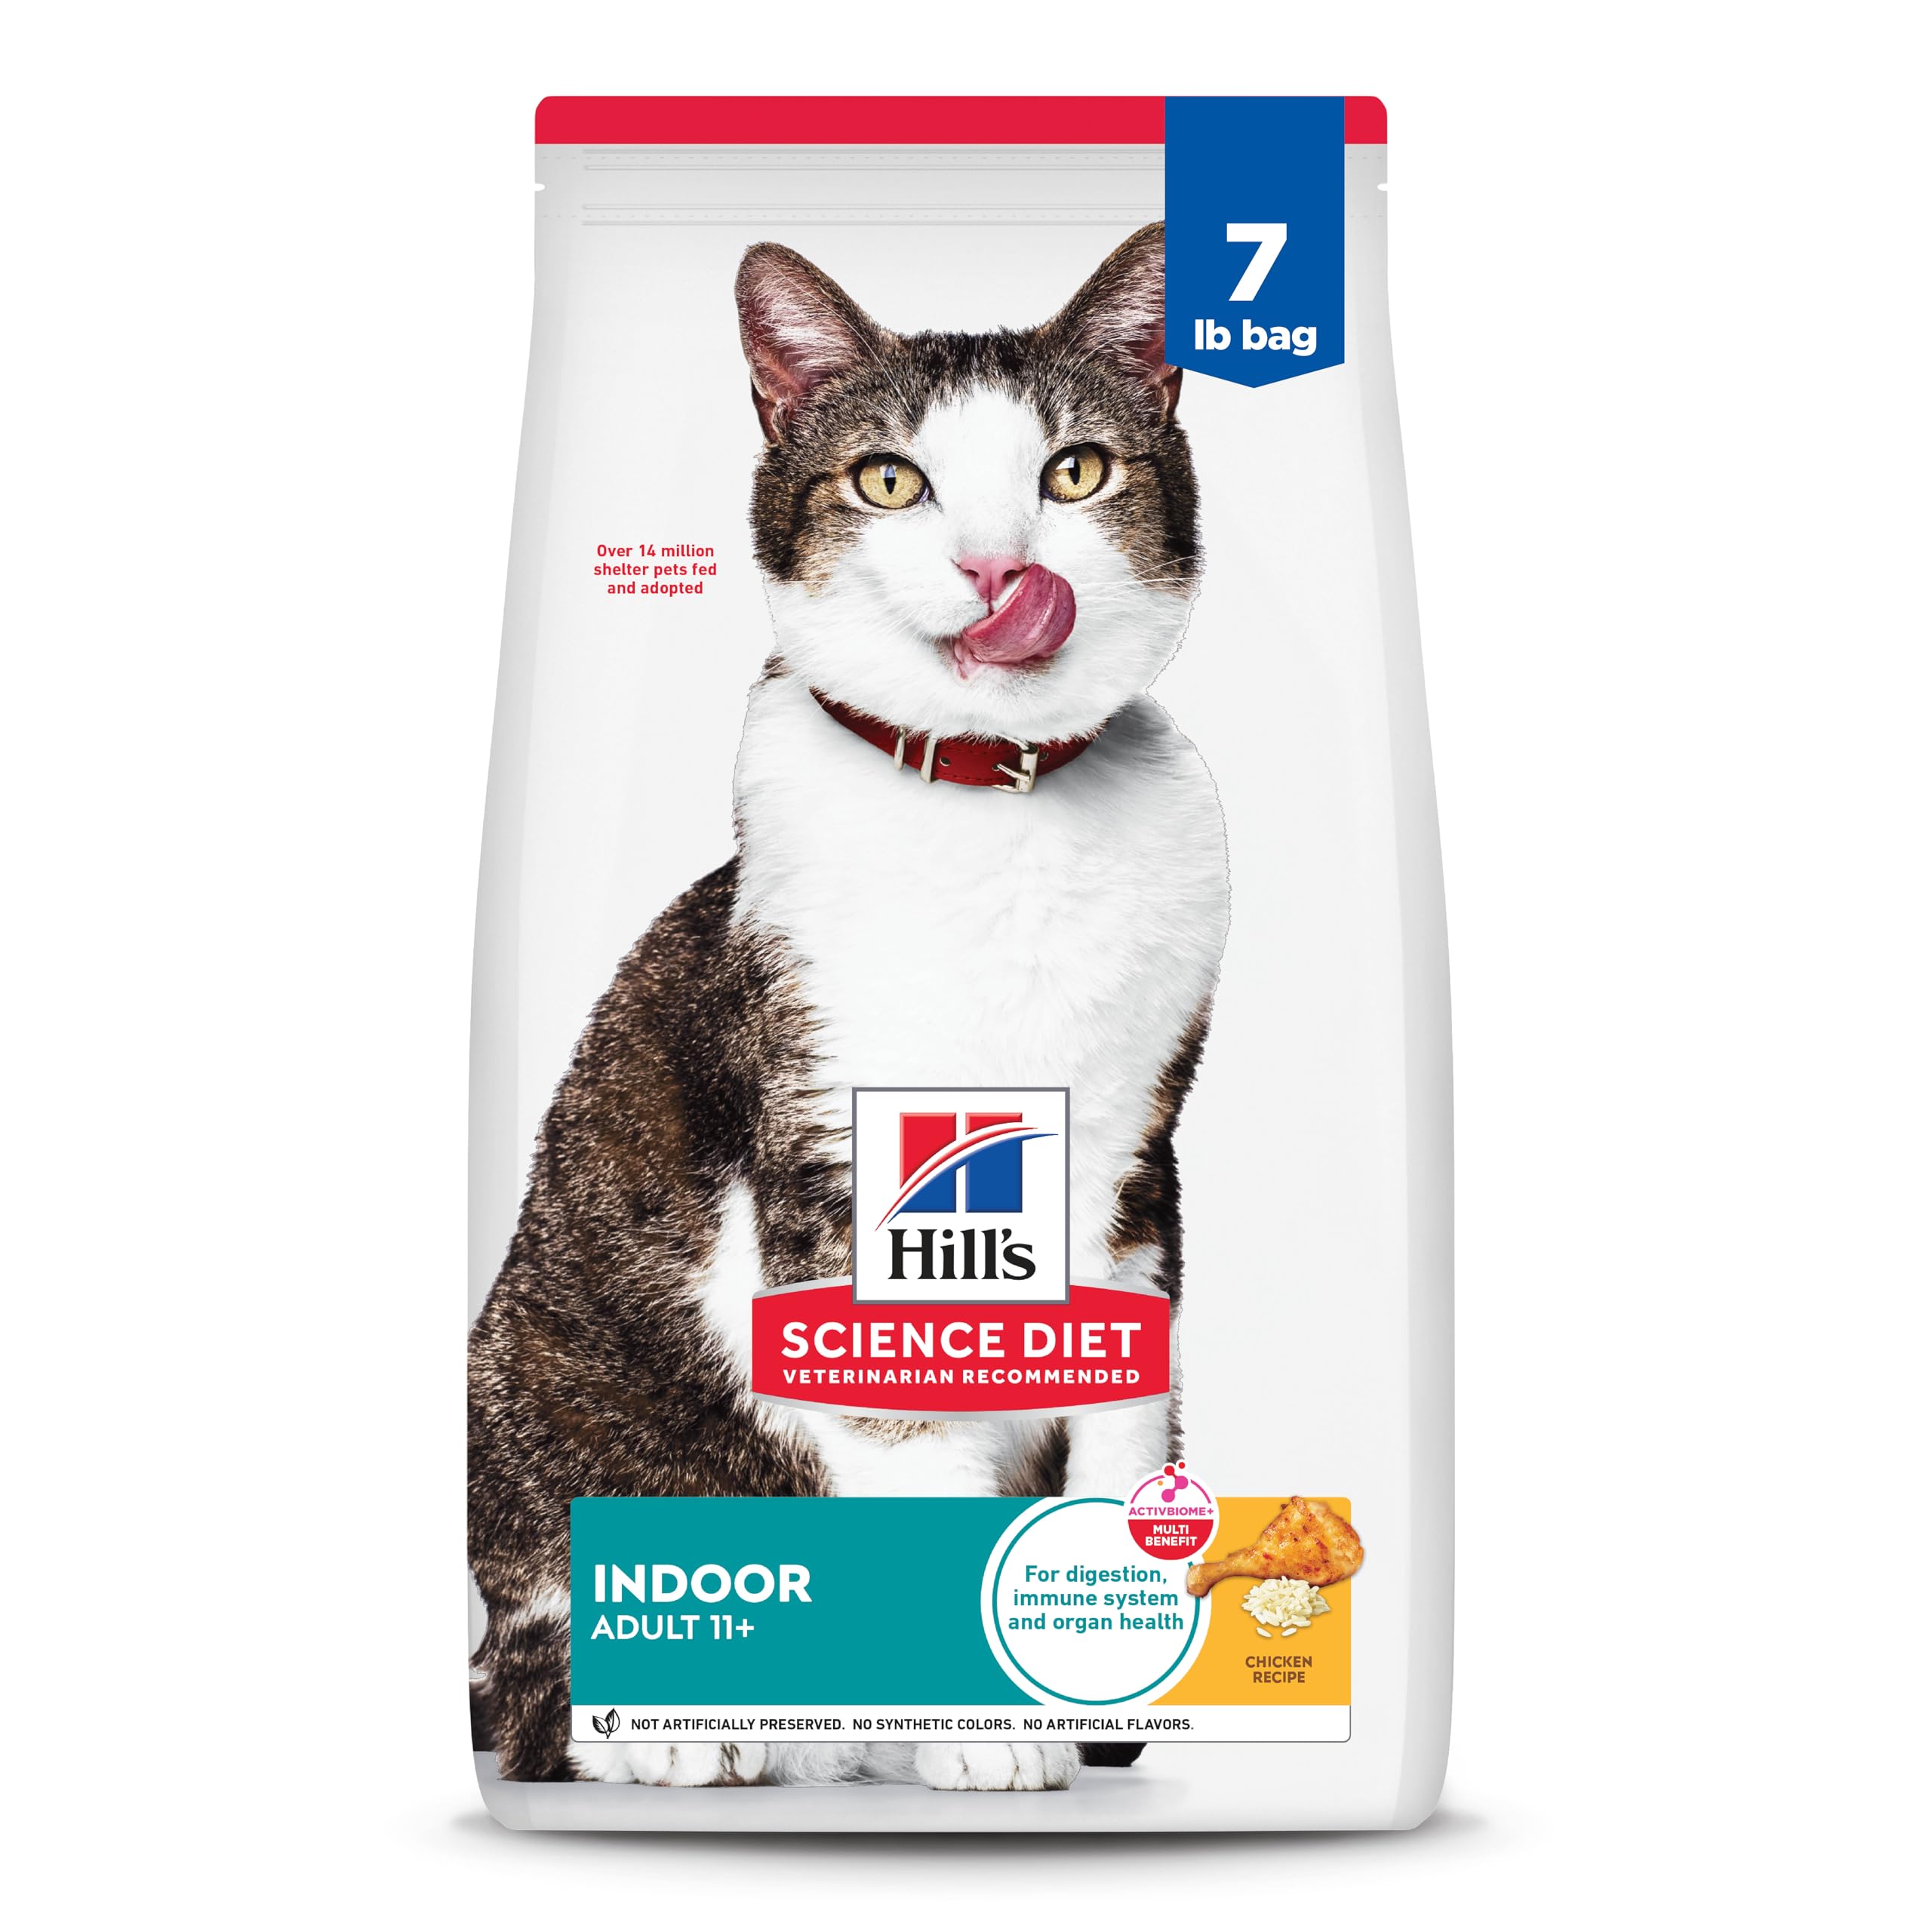 7
lb bag
Over 14 million
shelter pets fed
and adopted
Hill's
SCIENCE DIET
VETERINARIAN RECOMMENDED
ACTIVBIOME+
MULTI
BENEFIT
INDOOR
ADULT 11+
For digestion,
immune system
and organ health
CHICKEN
RECIPE
NOT ARTIFICIALLY PRESERVED. NO SYNTHETIC COLORS. NO ARTIFICIAL FLAVORS.